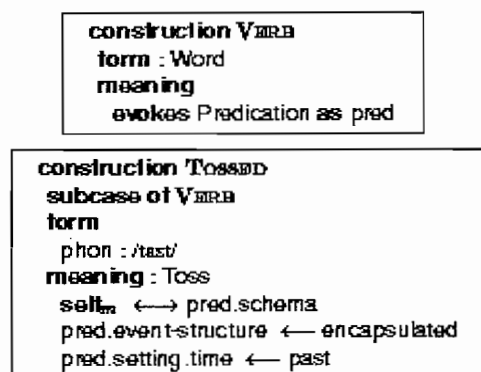 construction VERB
form : Word
meaning
evokes Predication as pred
construction TOSSED
subcase of VERB
form
phon : /tast/
meaning : Toss
selfₘ ⟷ pred.schema
pred.event-structure ⟵ encapsulated
pred.setting.time ⟵ past